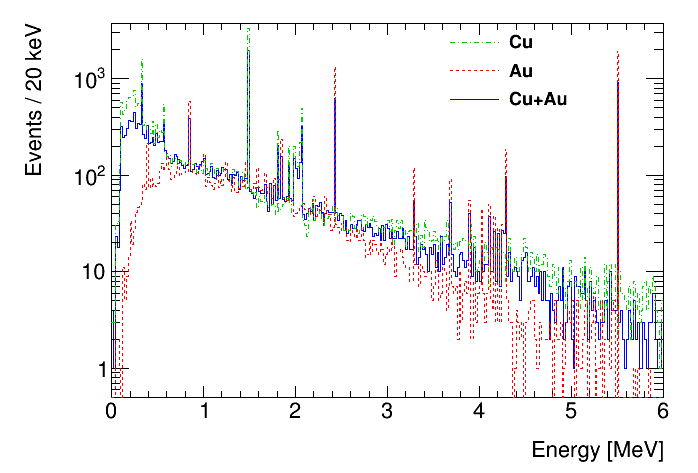 Events / 20 keV
10³
10²
10
1
Cu
Au
Cu+Au
0 1 2 3 4 5 6
Energy [MeV]